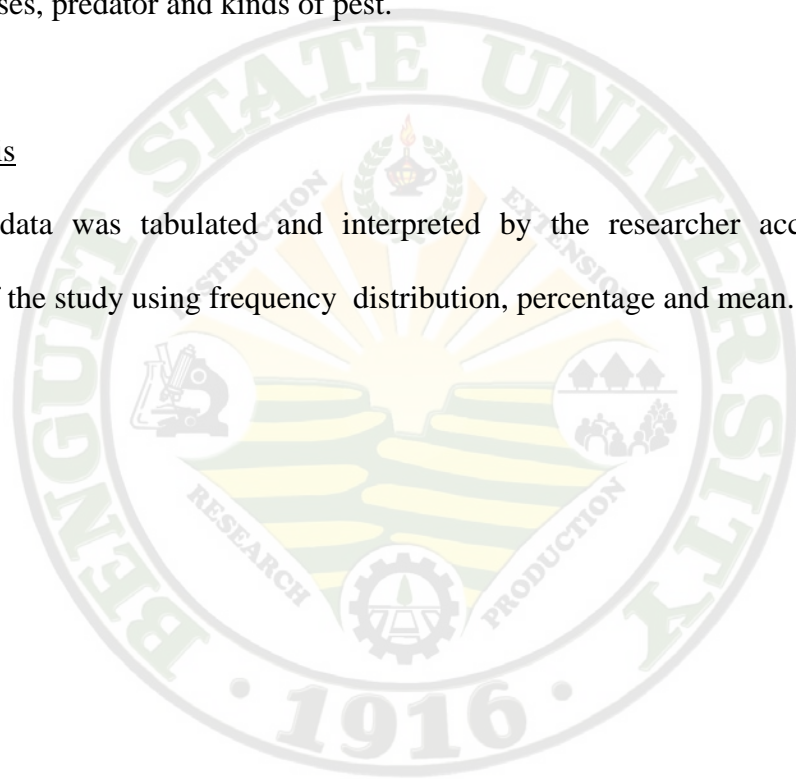 ses, predator and kinds of pest.
is
data was tabulated and interpreted by the researcher acc
f the study using frequency distribution, percentage and mean.
BENGUET STATE UNIVERSITY
INSTRUCTION
EXTENSION
RESEARCH
PRODUCTION
· 1916 ·